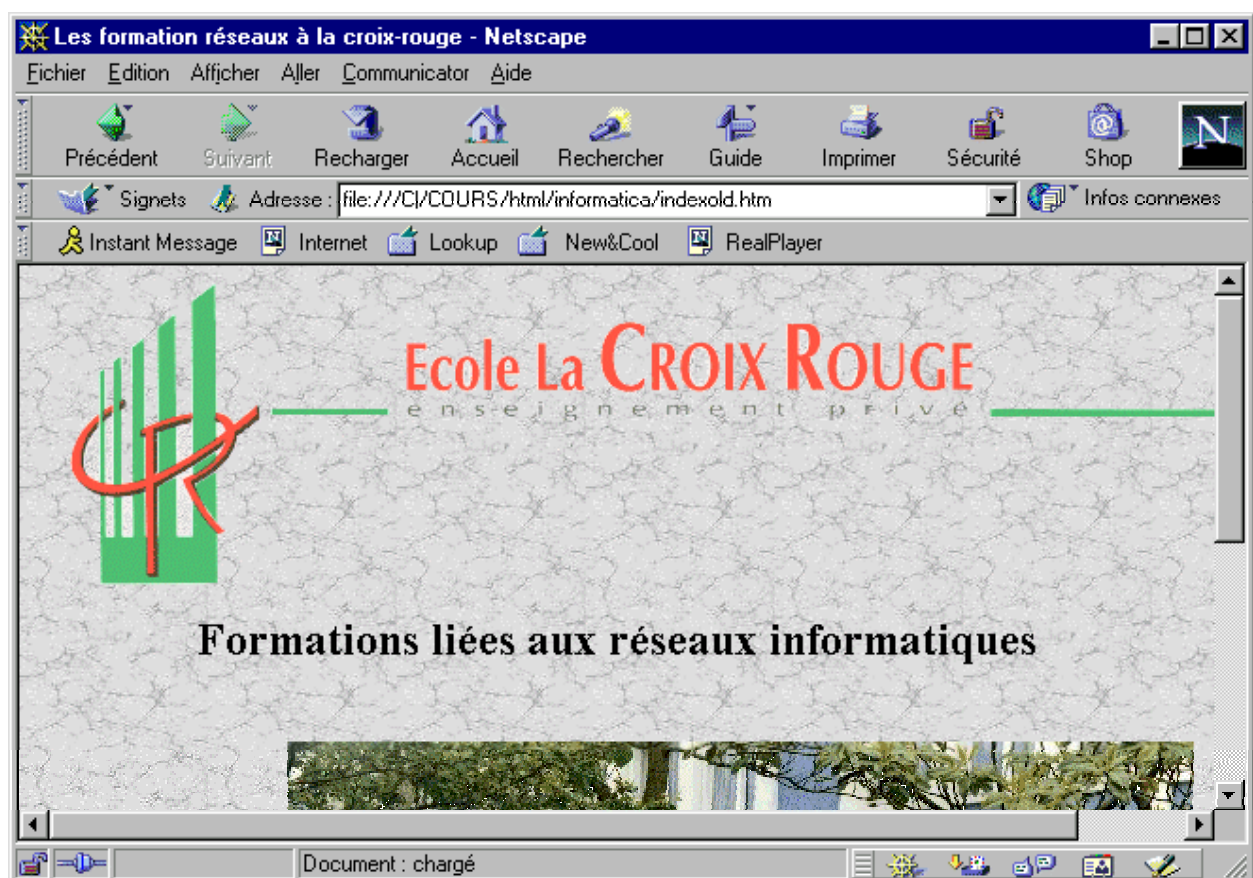 Les formation réseaux à la croix-rouge - Netscape
Fichier Edition Afficher Aller Communicator Aide
Précédent Suivant Recharger Accueil Rechercher Guide Imprimer Sécurité Shop N
Signets Adresse : file:///C|/COURS/html/informatica/indexold.htm Infos connexes
Instant Message Internet Lookup New&Cool RealPlayer
Ecole La CROIX ROUGE
enseignement privé
CR
Formations liées aux réseaux informatiques
Document : chargé